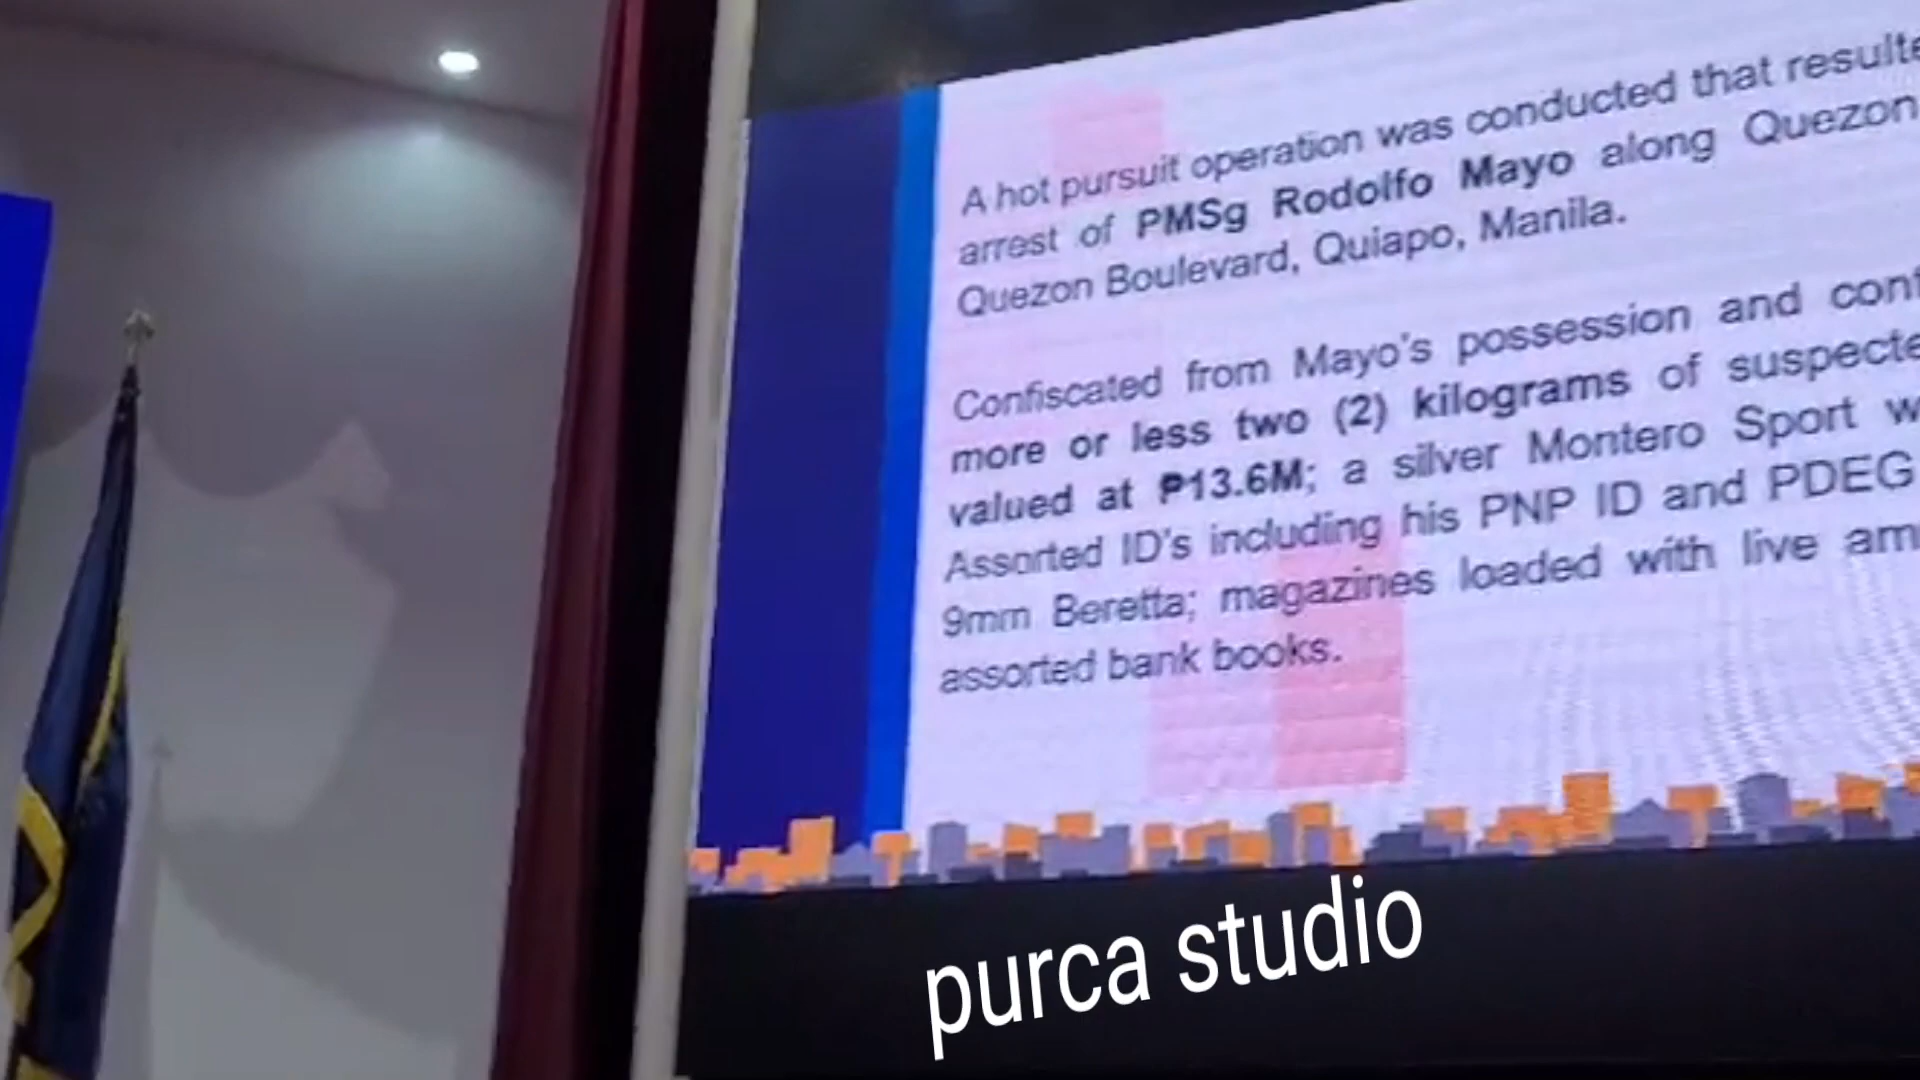 A hot pursuit operation was conducted that resulte
arrest of PMSg Rodolfo Mayo along Quezon
Quezon Boulevard, Quiapo, Manila.
Confiscated from Mayo's possession and conf
more or less two (2) kilograms of suspecte
valued at ₱13.6M; a silver Montero Sport w
Assorted ID's including his PNP ID and PDEG
9mm Beretta; magazines loaded with live am
assorted bank books.
purca studio